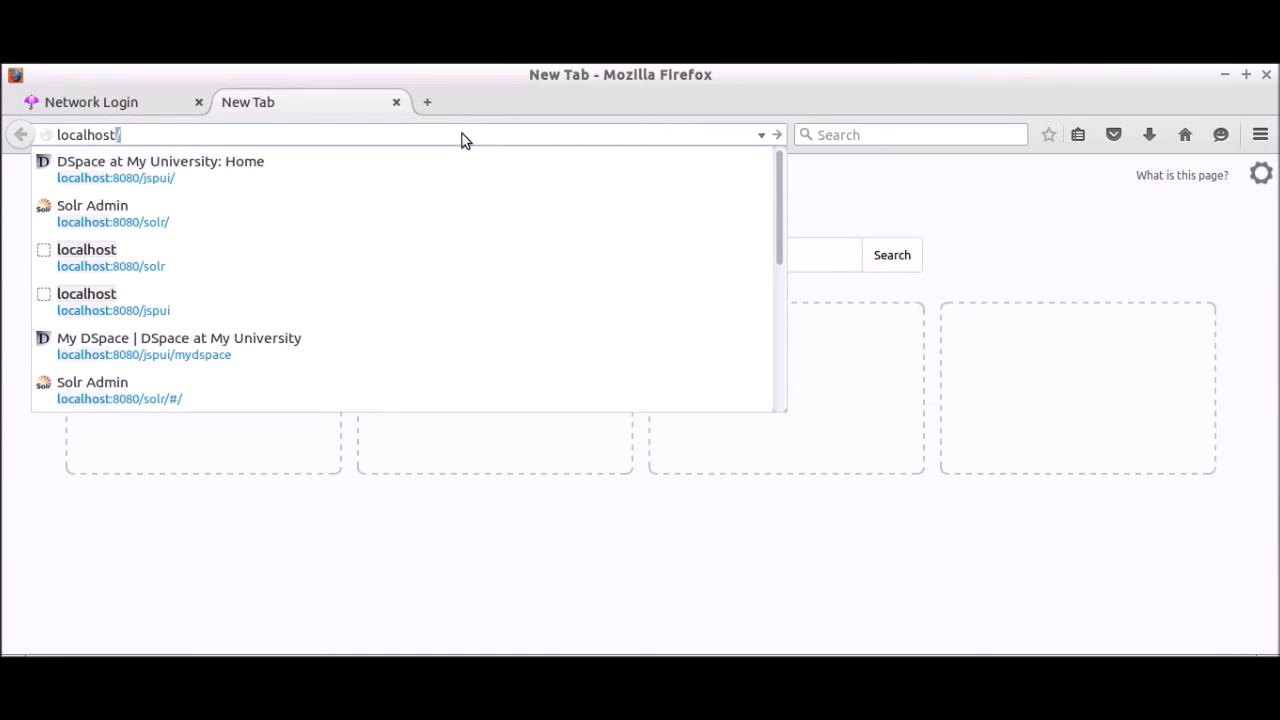 New Tab - Mozilla Firefox
Network Login
New Tab
localhost/
Search
DSpace at My University: Home
localhost:8080/jspui/
What is this page?
Solr Admin
localhost:8080/solr/
localhost
localhost:8080/solr
Search
localhost
localhost:8080/jspui
My DSpace | DSpace at My University
localhost:8080/jspui/mydspace
Solr Admin
localhost:8080/solr/#/